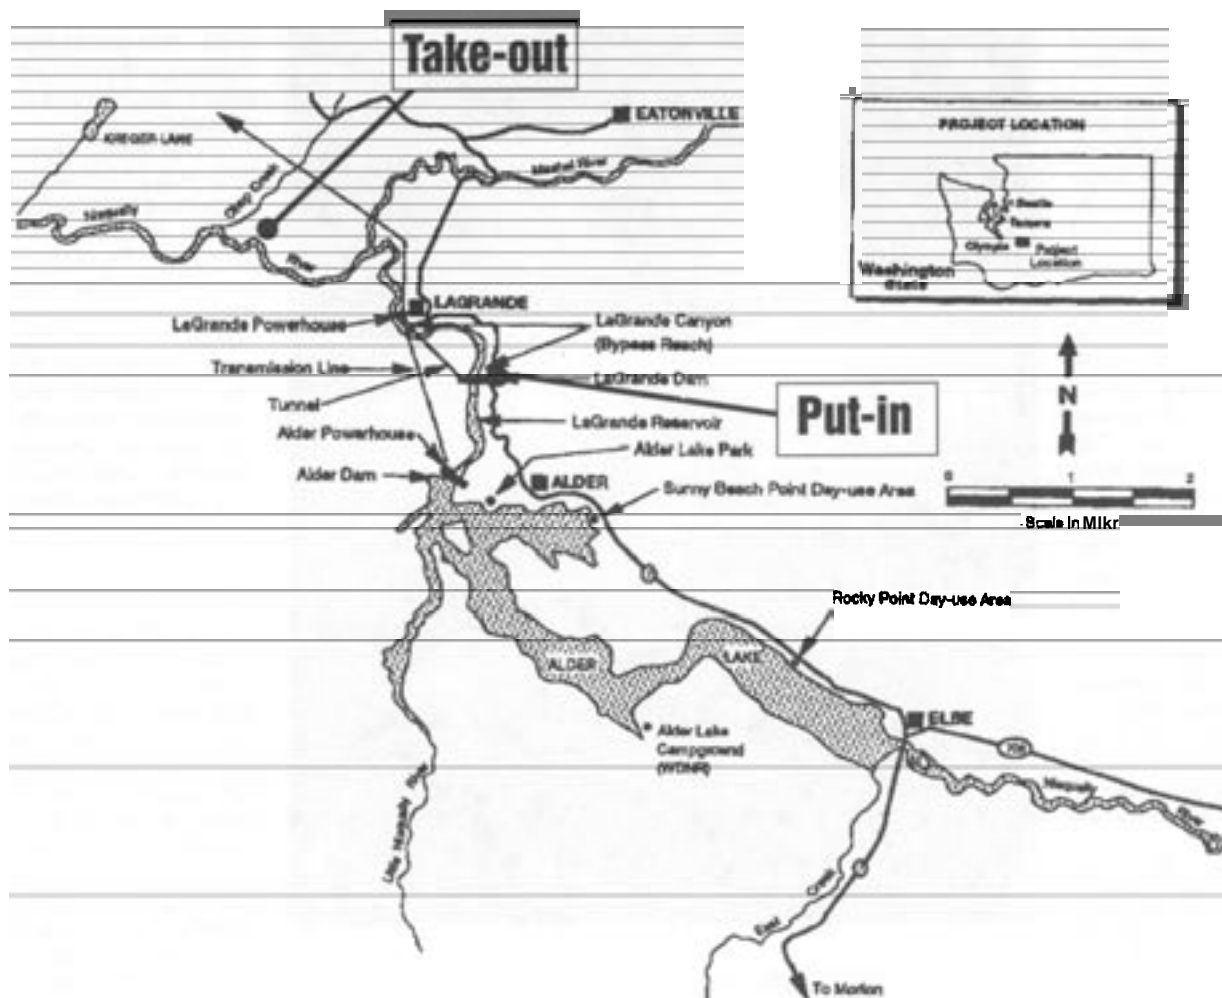 Take-out
EATONVILLE
KREGER LAKE
Mashel River
Ohop Creek
Nisqually
River
PROJECT LOCATION
Seattle
Tacoma
Olympia
Project
Location
Washington
State
LAGRANDE
LaGrande Powerhouse
LaGrande Canyon
(Bypass Reach)
Transmission Line
LaGrande Dam
Tunnel
Put-in
N
LaGrande Reservoir
Alder Powerhouse
Alder Lake Park
Alder Dam
ALDER
Sunny Beach Point Day-use Area
0 1 2
Scale in Mlkr
Rocky Point Day-use Area
ALDER
LAKE
ELBE
Alder Lake
Campground
(WDNR)
706
Nisqually
River
Little Nisqually River
East Creek
To Morton